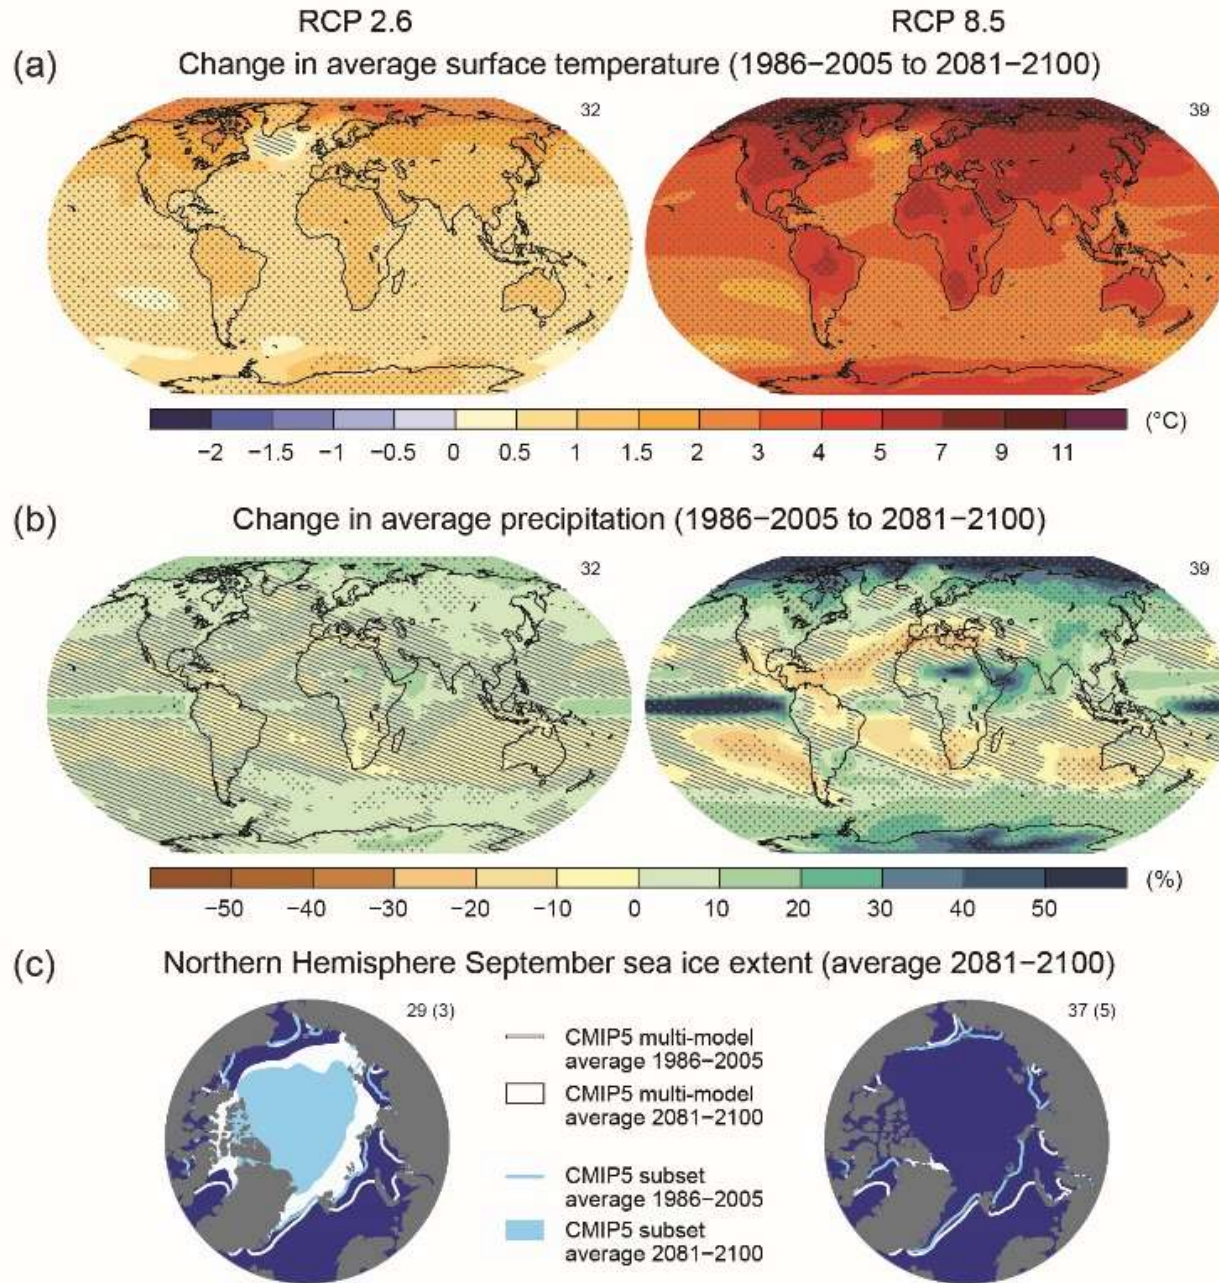 RCP 2.6 RCP 8.5
(a) Change in average surface temperature (1986−2005 to 2081−2100)
32 39
−2 −1.5 −1 −0.5 0 0.5 1 1.5 2 3 4 5 7 9 11 (°C)
(b) Change in average precipitation (1986−2005 to 2081−2100)
32 39
−50 −40 −30 −20 −10 0 10 20 30 40 50 (%)
(c) Northern Hemisphere September sea ice extent (average 2081−2100)
29 (3) 37 (5)
CMIP5 multi-model
average 1986−2005
CMIP5 multi-model
average 2081−2100
CMIP5 subset
average 1986−2005
CMIP5 subset
average 2081−2100